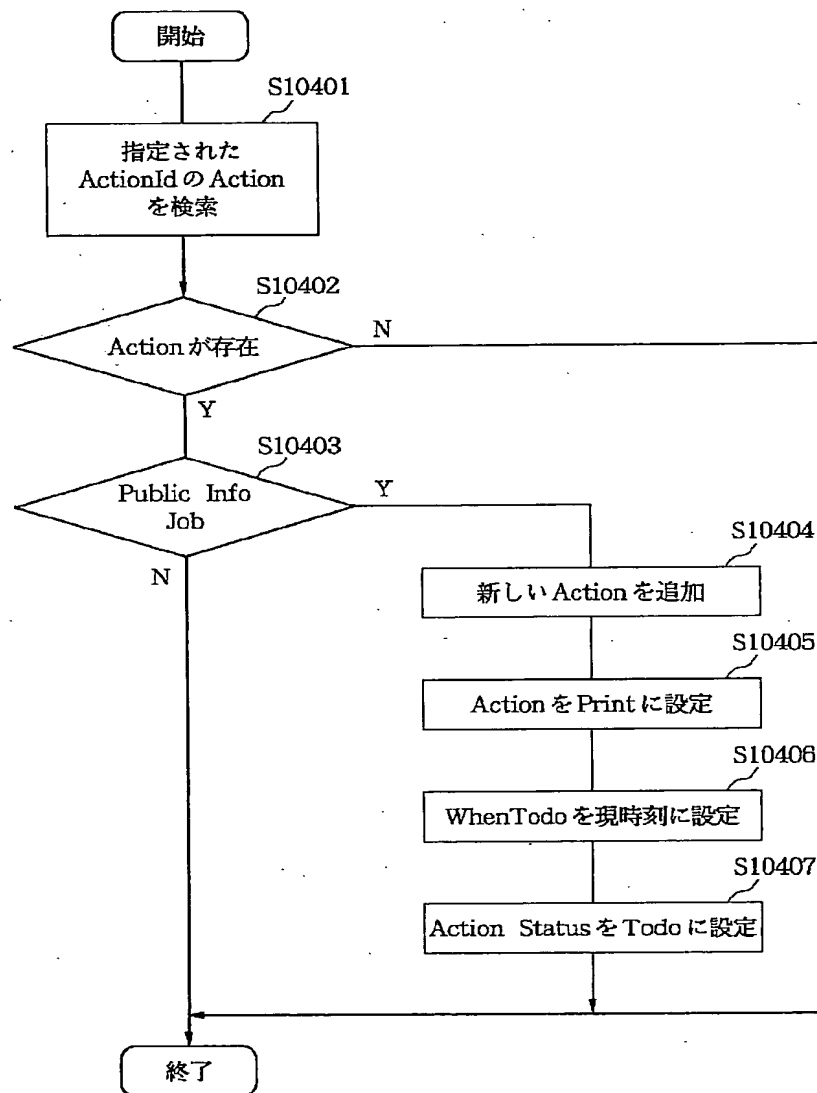 開始
S10401
指定された
ActionIdのAction
を検索
S10402
Actionが存在
N
Y
S10403
Public Info
Job
Y
N
S10404
新しいActionを追加
S10405
ActionをPrintに設定
S10406
WhenTodoを現時刻に設定
S10407
Action StatusをTodoに設定
終了